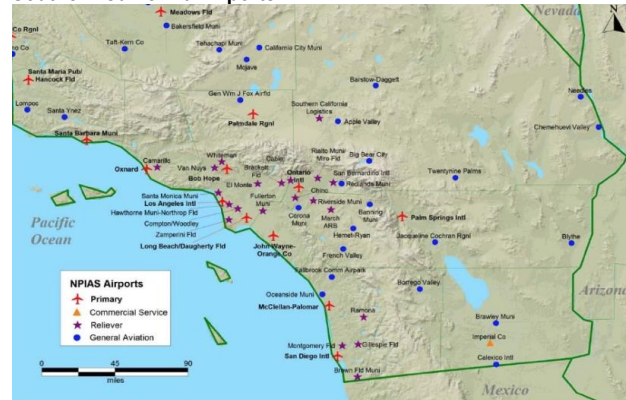 Meadows Fld
Bakersfield Muni
Co Rgnl
Taft-Kern Co
Tehachapi Muni
California City Muni
Mojave
Nevada
N
Santa Maria Pub/
Hancock Fld
Barstow-Daggett
Needles
Gen Wm J Fox Airfld
Lompoc
Santa Ynez
Southern California
Logistics
Palmdale Rgnl
Apple Valley
Chemehuevi Valley
Santa Barbara Muni
Oxnard
Camarillo
Whiteman
Van Nuys
Bob Hope
Brackett
Fld
Cable
Rialto Muni/
Miro Fld
Big Bear City
Ontario
Intl
San Bernardino Intl
Redlands Muni
Twentynine Palms
El Monte
Chino
Santa Monica Muni
Los Angeles Intl
Hawthorne Muni-Northrop Fld
Compton/Woodley
Zamperini Fld
Long Beach/Daugherty Fld
Fullerton
Muni
Corona
Muni
Riverside Muni
March
ARB
Banning
Muni
Palm Springs Intl
Pacific
Ocean
Hemet-Ryan
Jacqueline Cochran Rgnl
Blythe
John Wayne-
Orange Co
French Valley
Fallbrook Comm Airpark
NPIAS Airports
Primary
Commercial Service
Reliever
General Aviation
Oceanside Muni
McClellan-Palomar
Borrego Valley
Arizona
Ramona
Brawley Muni
Imperial Co
Montgomery Fld
Gillespie Fld
San Diego Intl
Calexico Intl
Brown Fld Muni
0 45 90
miles
Mexico